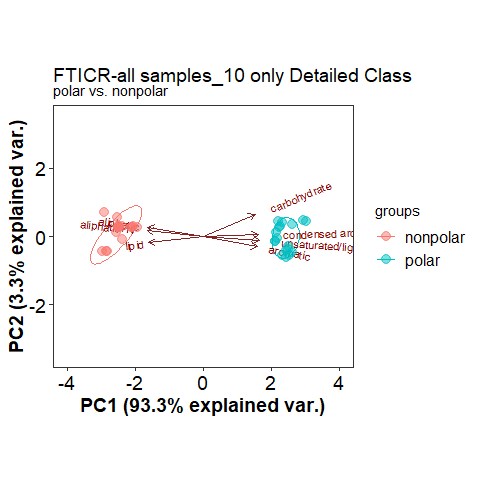 FTICR-all samples_10 only Detailed Class
polar vs. nonpolar
PC2 (3.3% explained var.)
2
0
-2
carbohydrate
condensed aro
unsaturated/lig
aromatic
lipid
-4
-2
0
2
4
PC1 (93.3% explained var.)
groups
nonpolar
polar